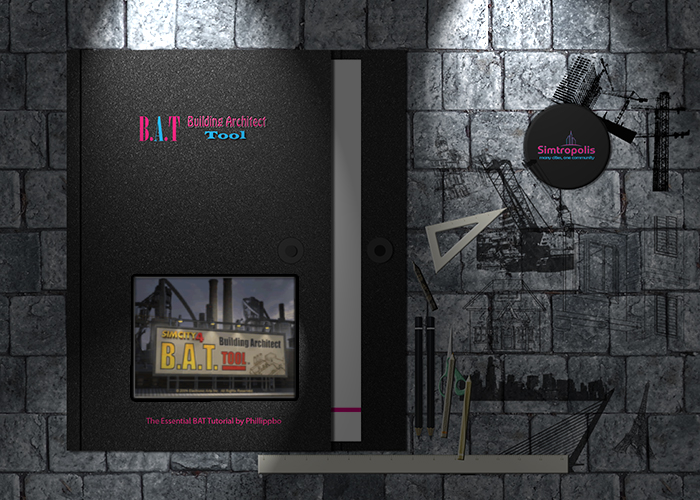 B.A.T Building Architect
Tool
Simtropolis
many cities, one community
SIMCITY 4
Building Architect
B.A.T. TOOL
The Essential BAT Tutorial by Phillippbo